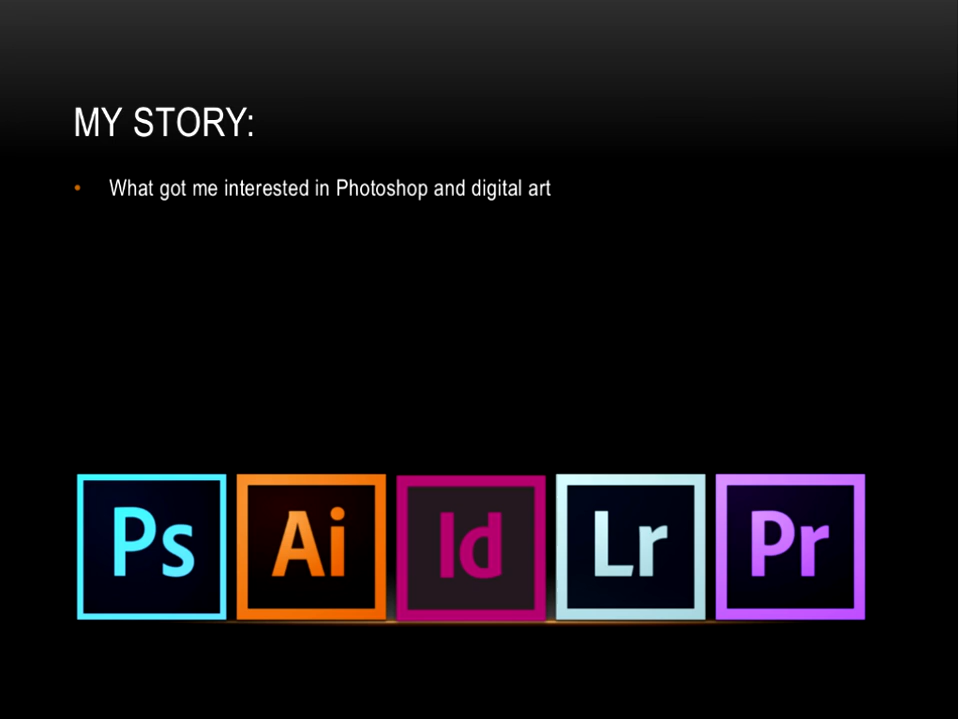 MY STORY:
• What got me interested in Photoshop and digital art
Ps Ai Id Lr Pr